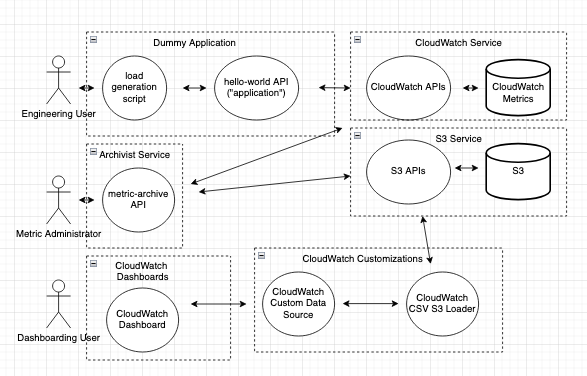 Dummy Application
load
generation
script
hello-world API
("application")
Engineering User
CloudWatch Service
CloudWatch APIs
CloudWatch
Metrics
S3 Service
S3 APIs
S3
Archivist Service
metric-archive
API
Metric Administrator
CloudWatch
Dashboards
CloudWatch
Dashboard
Dashboarding User
CloudWatch Customizations
CloudWatch
Custom Data
Source
CloudWatch
CSV S3 Loader